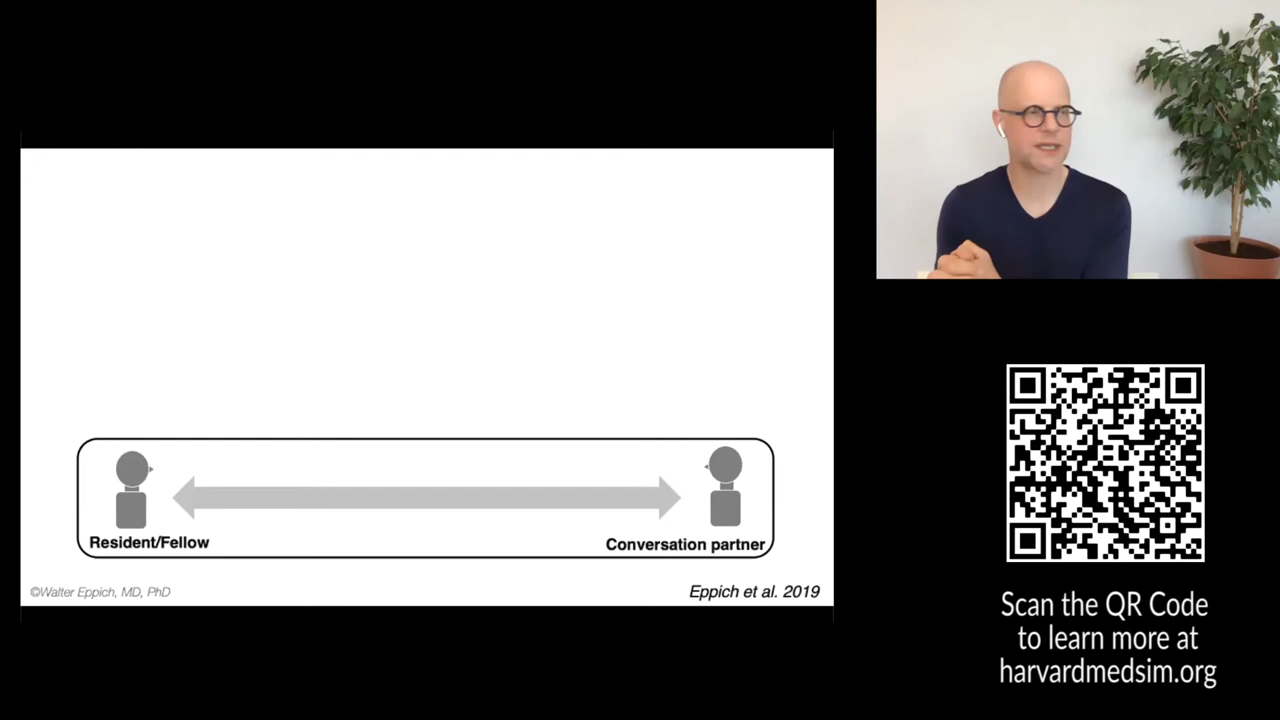 Resident/Fellow
Conversation partner
©Walter Eppich, MD, PhD
Eppich et al. 2019
Scan the QR Code
to learn more at
harvardmedsim.org